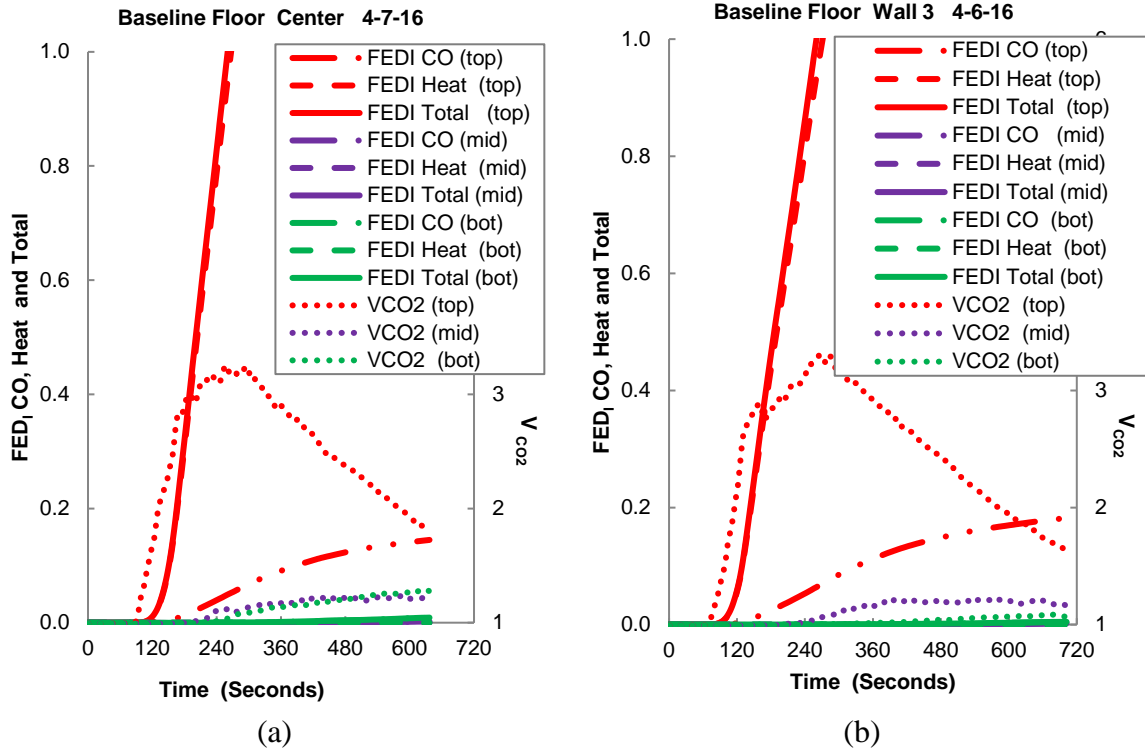 Baseline Floor Center 4-7-16
1.0
0.8
0.6
0.4
0.2
0.0
FED_I CO, Heat and Total
FEDI CO (top)
FEDI Heat (top)
FEDI Total (top)
FEDI CO (mid)
FEDI Heat (mid)
FEDI Total (mid)
FEDI CO (bot)
FEDI Heat (bot)
FEDI Total (bot)
VCO2 (top)
VCO2 (mid)
VCO2 (bot)
3
2
1
V_CO2
0 120 240 360 480 600 720
Time (Seconds)
(a)
Baseline Floor Wall 3 4-6-16
1.0
0.8
0.6
0.4
0.2
0.0
FED_I CO, Heat and Total
FEDI CO (top)
FEDI Heat (top)
FEDI Total (top)
FEDI CO (mid)
FEDI Heat (mid)
FEDI Total (mid)
FEDI CO (bot)
FEDI Heat (bot)
FEDI Total (bot)
VCO2 (top)
VCO2 (mid)
VCO2 (bot)
3
2
1
V_CO2
0 120 240 360 480 600 720
Time (Seconds)
(b)